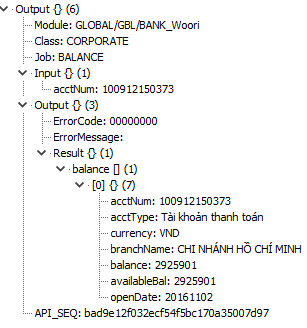 Output {} (6)
Module: GLOBAL/GBL/BANK_Woori
Class: CORPORATE
Job: BALANCE
Input {} (1)
acctNum: 100912150373
Output {} (3)
ErrorCode: 00000000
ErrorMessage:
Result {} (1)
balance [] (1)
[0] {} (7)
acctNum: 100912150373
acctType: Tài khoản thanh toán
currency: VND
branchName: CHI NHÁNH HỒ CHÍ MINH
balance: 2925901
availableBal: 2925901
openDate: 20161102
API_SEQ: bad9e12f032ecf54f5bc170a35007d97